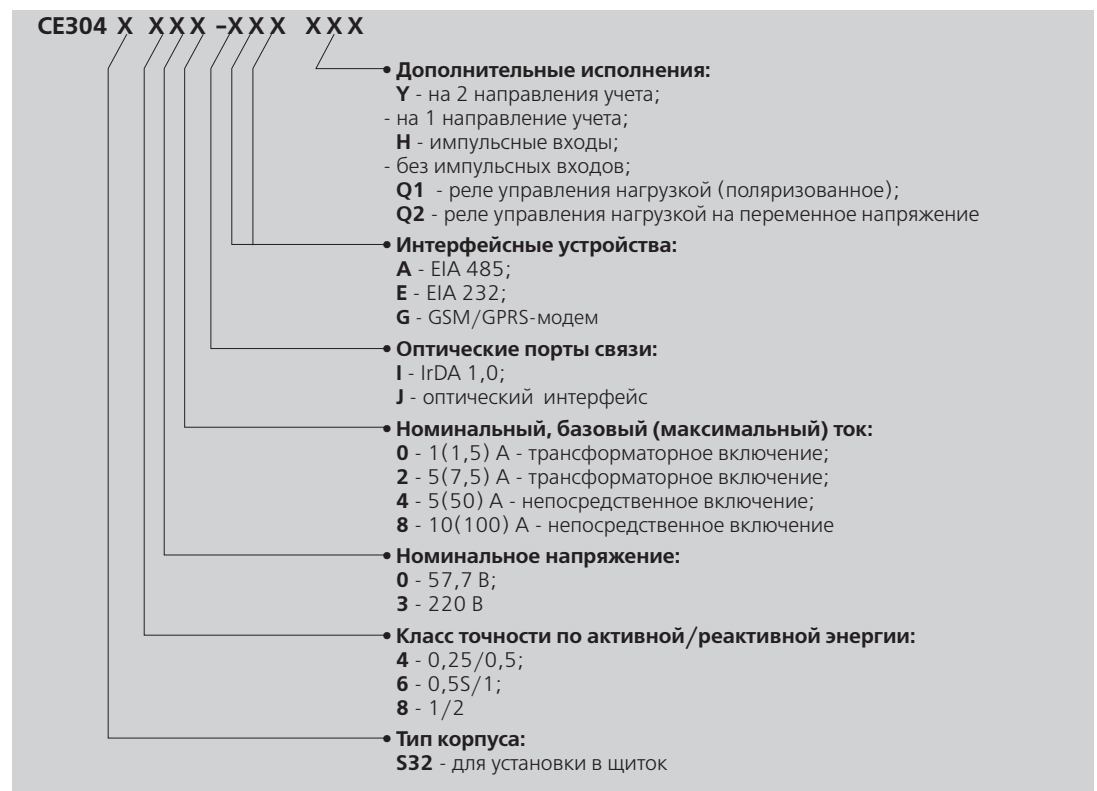 CE304 X XXX –XXX XXX
• Дополнительные исполнения:
Y - на 2 направления учета;
- на 1 направление учета;
H - импульсные входы;
- без импульсных входов;
Q1 - реле управления нагрузкой (поляризованное);
Q2 - реле управления нагрузкой на переменное напряжение
• Интерфейсные устройства:
A - EIA 485;
E - EIA 232;
G - GSM/GPRS-модем
• Оптические порты связи:
I - IrDA 1,0;
J - оптический интерфейс
• Номинальный, базовый (максимальный) ток:
0 - 1(1,5) А - трансформаторное включение;
2 - 5(7,5) А - трансформаторное включение;
4 - 5(50) А - непосредственное включение;
8 - 10(100) А - непосредственное включение
• Номинальное напряжение:
0 - 57,7 В;
3 - 220 В
• Класс точности по активной/реактивной энергии:
4 - 0,25/0,5;
6 - 0,5S/1;
8 - 1/2
• Тип корпуса:
S32 - для установки в щиток